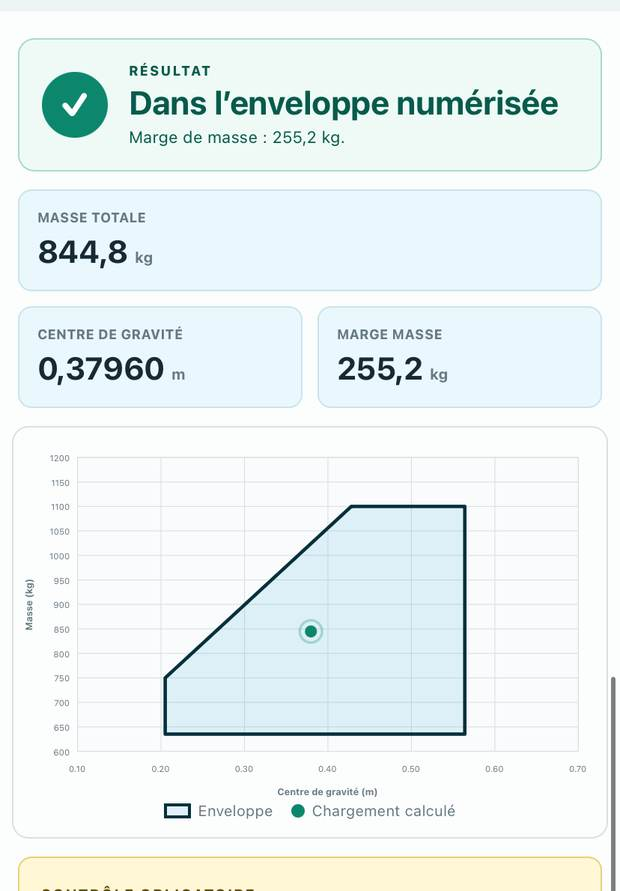 RÉSULTAT
Dans l’enveloppe numérisée
Marge de masse : 255,2 kg.
MASSE TOTALE
844,8 kg
CENTRE DE GRAVITÉ
0,37960 m
MARGE MASSE
255,2 kg
1200
1150
1100
1050
1000
950
900
850
800
750
700
650
600
Masse (kg)
0.10 0.20 0.30 0.40 0.50 0.60 0.70
Centre de gravité (m)
Enveloppe Chargement calculé
CONTRÔLE OBLIGATOIRE